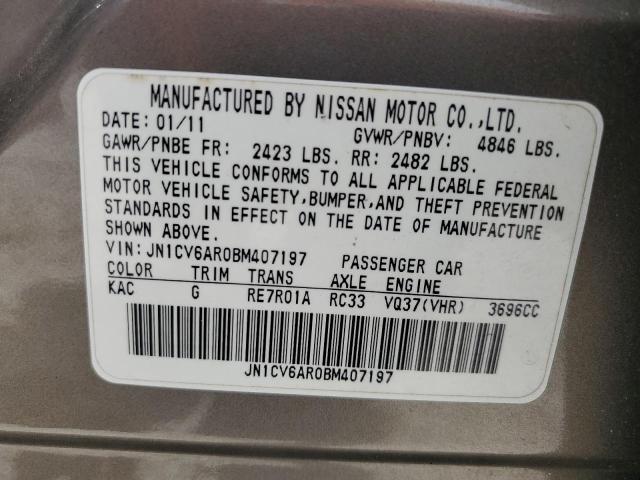 MANUFACTURED BY NISSAN MOTOR CO.,LTD.
DATE: 01/11 GVWR/PNBV: 4846 LBS.
GAWR/PNBE FR: 2423 LBS. RR: 2482 LBS.
THIS VEHICLE CONFORMS TO ALL APPLICABLE FEDERAL
MOTOR VEHICLE SAFETY,BUMPER,AND THEFT PREVENTION
STANDARDS IN EFFECT ON THE DATE OF MANUFACTURE
SHOWN ABOVE.
VIN: JN1CV6AR0BM407197 PASSENGER CAR
COLOR TRIM TRANS AXLE ENGINE
KAC G RE7R01A RC33 VQ37(VHR) 3696CC
JN1CV6AR0BM407197